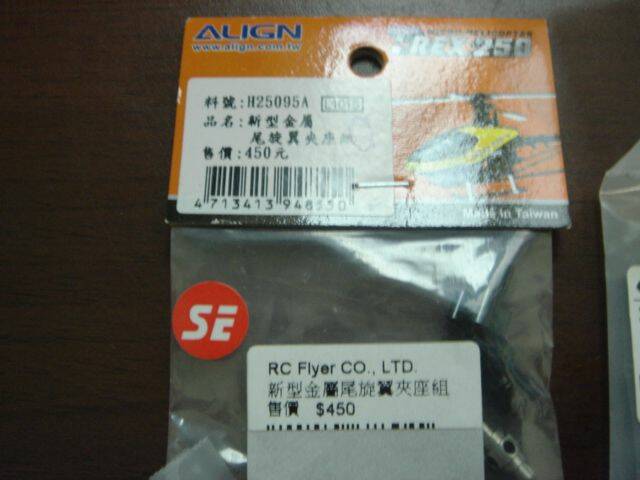 ALIGN
www.align.com.tw
T-REX 250
料號:H25095A
品名:新型金屬
尾旋翼夾座組
售價:450元
4713413948550
Made In Taiwan
SE
RC Flyer CO., LTD.
新型金屬尾旋翼夾座組
售價 $450